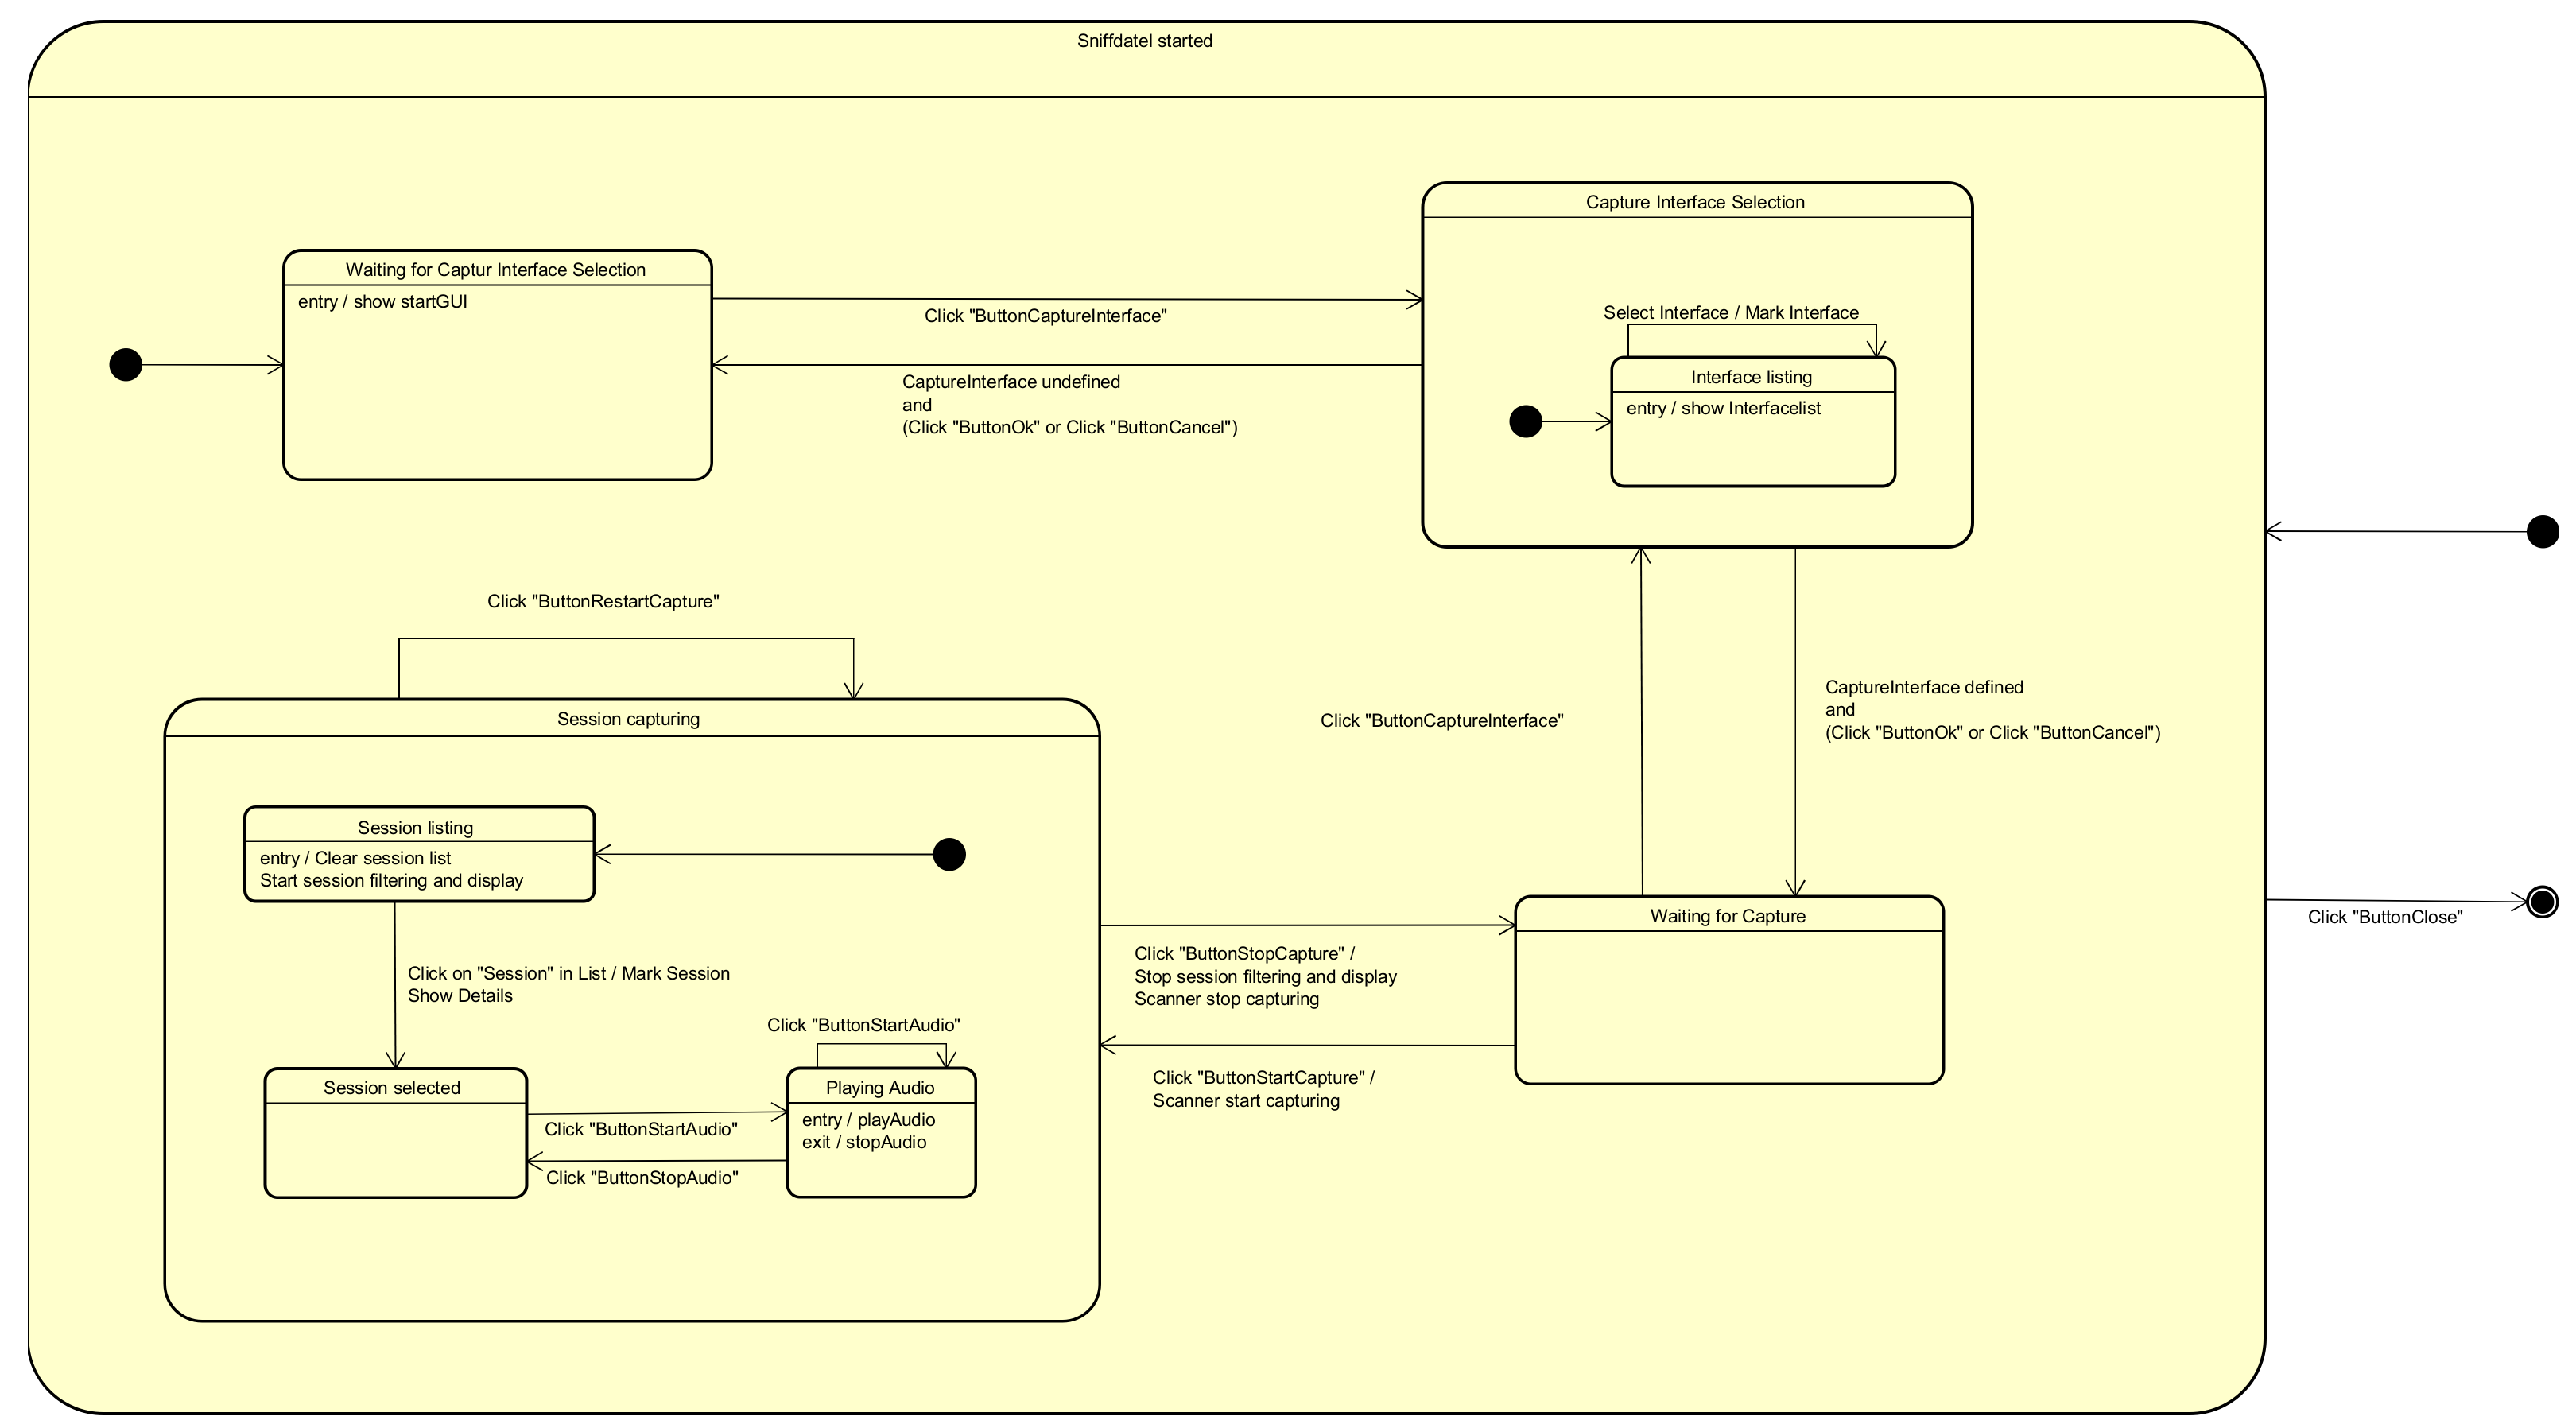 Sniffdatel started
Capture Interface Selection
Waiting for Captur Interface Selection
entry / show startGUI
Click "ButtonCaptureInterface"
Select Interface / Mark Interface
Interface listing
entry / show Interfacelist
CaptureInterface undefined
and
(Click "ButtonOk" or Click "ButtonCancel")
Click "ButtonRestartCapture"
Session capturing
Click "ButtonCaptureInterface"
CaptureInterface defined
and
(Click "ButtonOk" or Click "ButtonCancel")
Session listing
entry / Clear session list
Start session filtering and display
Waiting for Capture
Click "ButtonClose"
Click "ButtonStopCapture" /
Stop session filtering and display
Scanner stop capturing
Click on "Session" in List / Mark Session
Show Details
Click "ButtonStartAudio"
Session selected
Playing Audio
entry / playAudio
exit / stopAudio
Click "ButtonStartAudio"
Click "ButtonStopAudio"
Click "ButtonStartCapture" /
Scanner start capturing